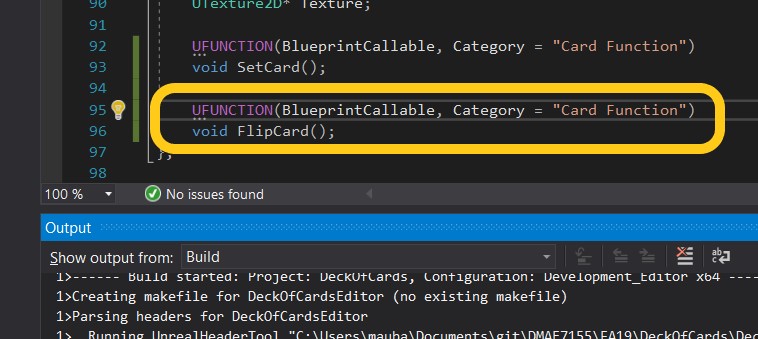 90 UTexture2D* Texture;
91
92 UFUNCTION(BlueprintCallable, Category = "Card Function")
93 void SetCard();
94
95 UFUNCTION(BlueprintCallable, Category = "Card Function")
96 void FlipCard();
97 };
98
100 % No issues found
Output
Show output from: Build
1>------ Build started: Project: DeckOfCards, Configuration: Development_Editor x64 ----
1>Creating makefile for DeckOfCardsEditor (no existing makefile)
1>Parsing headers for DeckOfCardsEditor
1> Running UnrealHeaderTool "C:\Users\mauba\Documents\git\DMAE7155\FA19\DeckOfCards\Dec